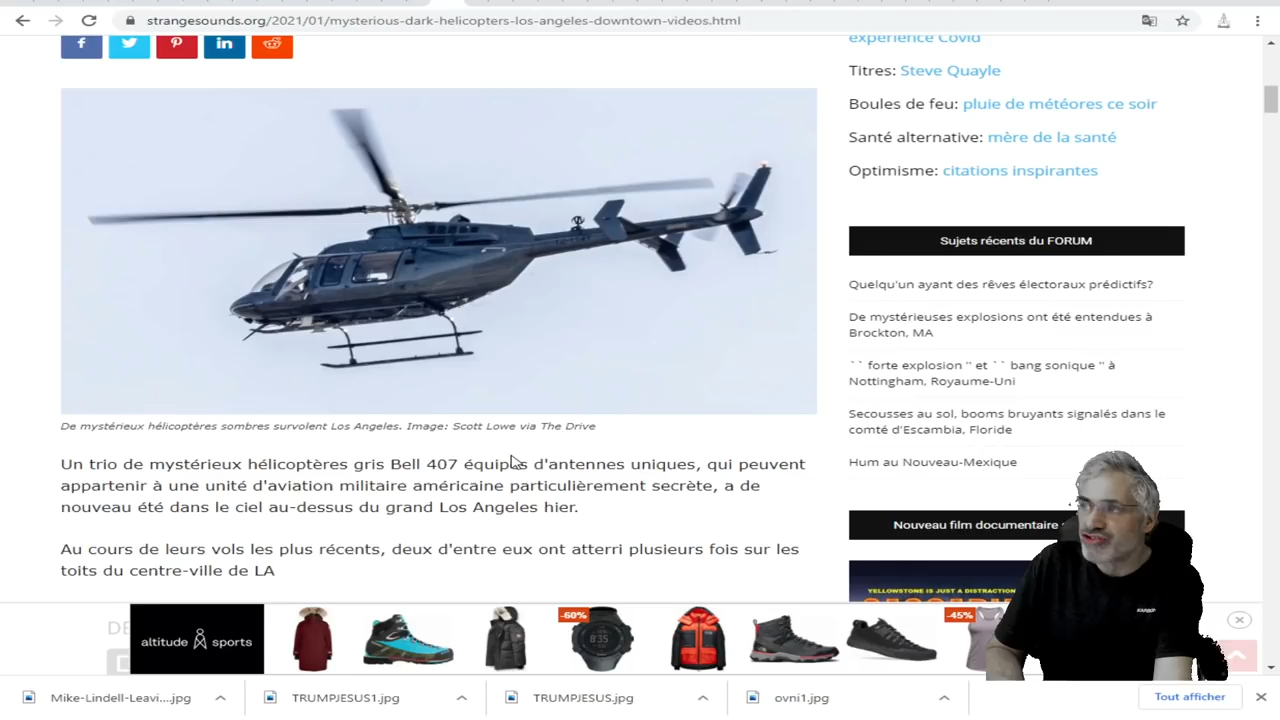 strangesounds.org/2021/01/mysterious-dark-helicopters-los-angeles-downtown-videos.html
expérience Covid
Titres: Steve Quayle
Boules de feu: pluie de météores ce soir
Santé alternative: mère de la santé
Optimisme: citations inspirantes
Sujets récents du FORUM
Quelqu'un ayant des rêves électoraux prédictifs?
De mystérieuses explosions ont été entendues à
Brockton, MA
`` forte explosion '' et `` bang sonique '' à
Nottingham, Royaume-Uni
Secousses au sol, booms bruyants signalés dans le
comté d'Escambia, Floride
Hum au Nouveau-Mexique
Nouveau film documentaire
YELLOWSTONE IS JUST A DISTRACTION
De mystérieux hélicoptères sombres survolent Los Angeles. Image: Scott Lowe via The Drive
Un trio de mystérieux hélicoptères gris Bell 407 équipés d'antennes uniques, qui peuvent
appartenir à une unité d'aviation militaire américaine particulièrement secrète, a de
nouveau été dans le ciel au-dessus du grand Los Angeles hier.
Au cours de leurs vols les plus récents, deux d'entre eux ont atterri plusieurs fois sur les
toits du centre-ville de LA
altitude sports
-60%
8:35
-45%
Mike-Lindell-Leavi....jpg
TRUMPJESUS1.jpg
TRUMPJESUS.jpg
ovni1.jpg
Tout afficher